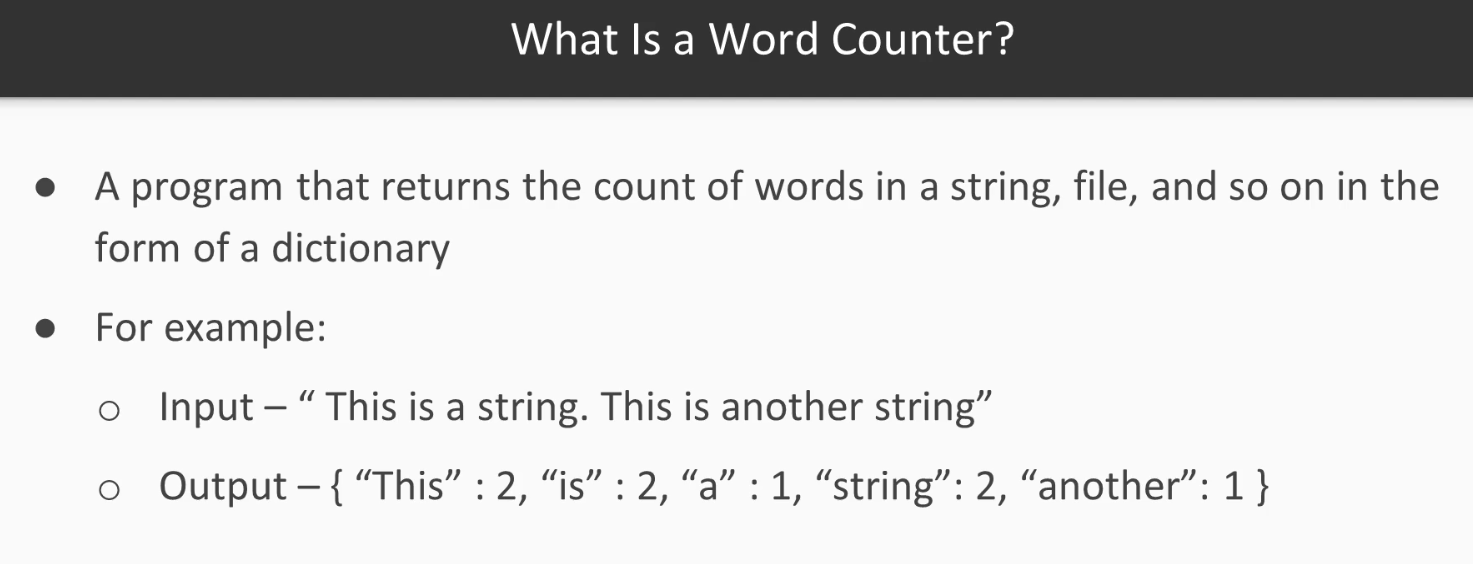 What Is a Word Counter?
● A program that returns the count of words in a string, file, and so on in the
form of a dictionary
● For example:
○ Input – “ This is a string. This is another string”
○ Output – { “This” : 2, “is” : 2, “a” : 1, “string”: 2, “another”: 1 }